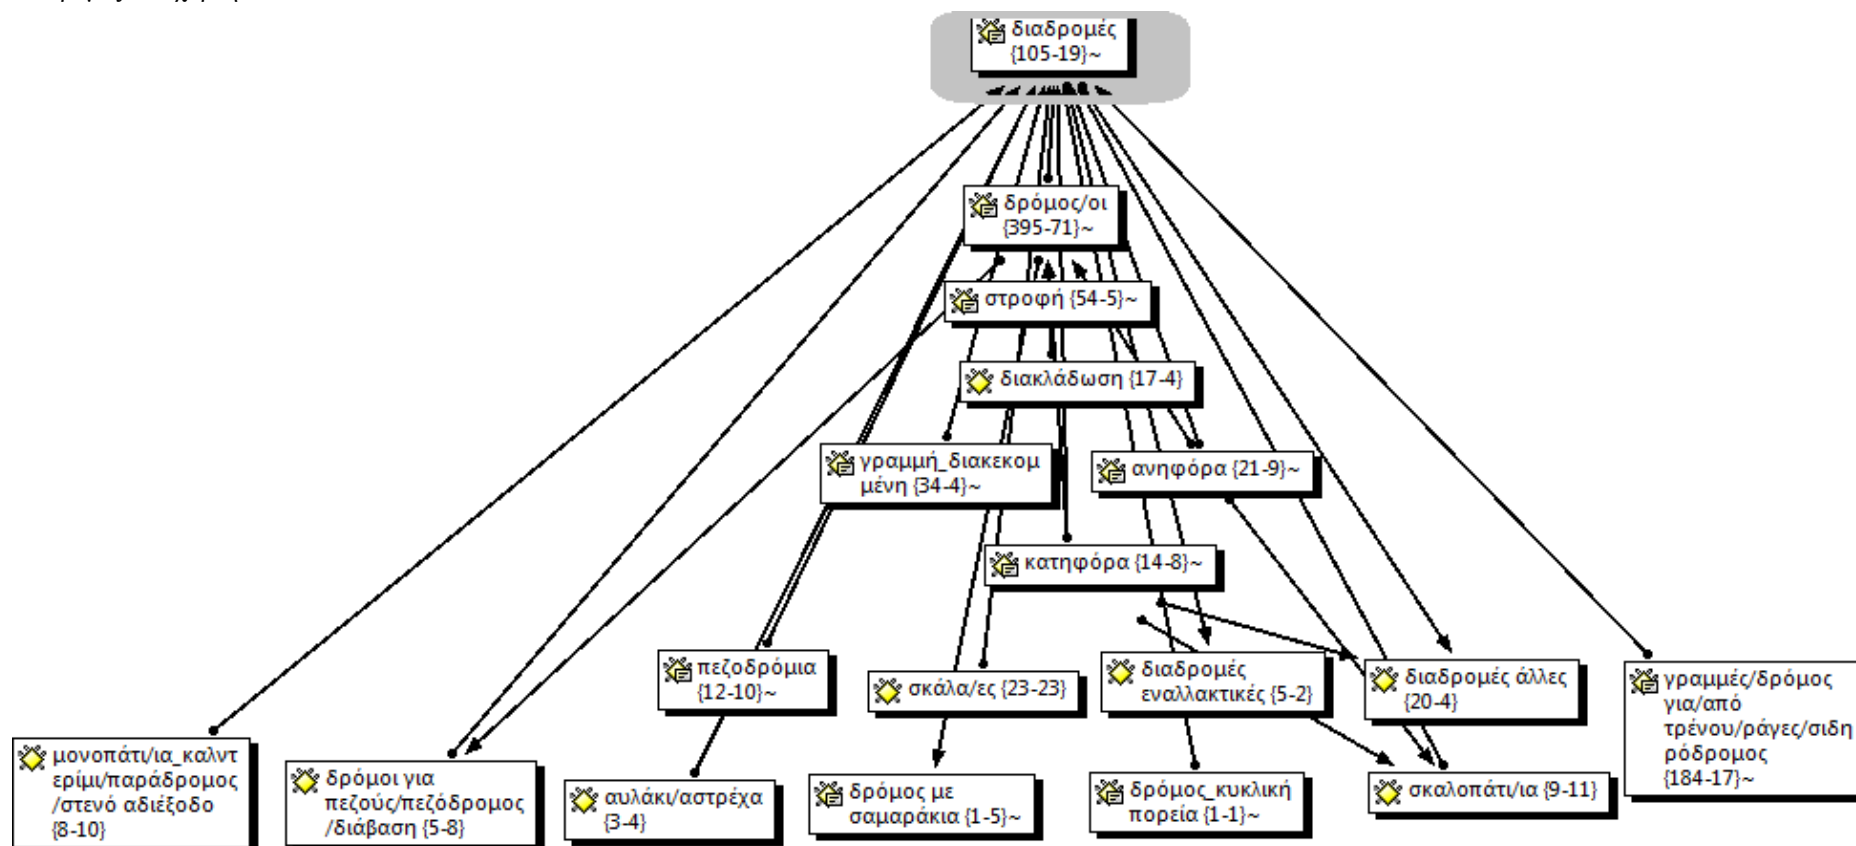 διαδρομές
{105-19}~
δρόμος/οι
{395-71}~
στροφή {54-5}~
διακλάδωση {17-4}
γραμμή_διακεκομ
μένη {34-4}~
ανηφόρα {21-9}~
κατηφόρα {14-8}~
πεζοδρόμια
{12-10}~
σκάλα/ες {23-23}
διαδρομές
εναλλακτικές {5-2}
διαδρομές άλλες
{20-4}
γραμμές/δρόμος
για/από
τρένου/ράγες/σιδη
ρόδρομος
{184-17}~
μονοπάτι/ια_καλντ
ερίμι/παράδρομος
/στενό αδιέξοδο
{8-10}
δρόμοι για
πεζούς/πεζόδρομος
/διάβαση {5-8}
αυλάκι/αστρέχα
{3-4}
δρόμος με
σαμαράκια {1-5}~
δρόμος_κυκλική
πορεία {1-1}~
σκαλοπάτι/ια {9-11}